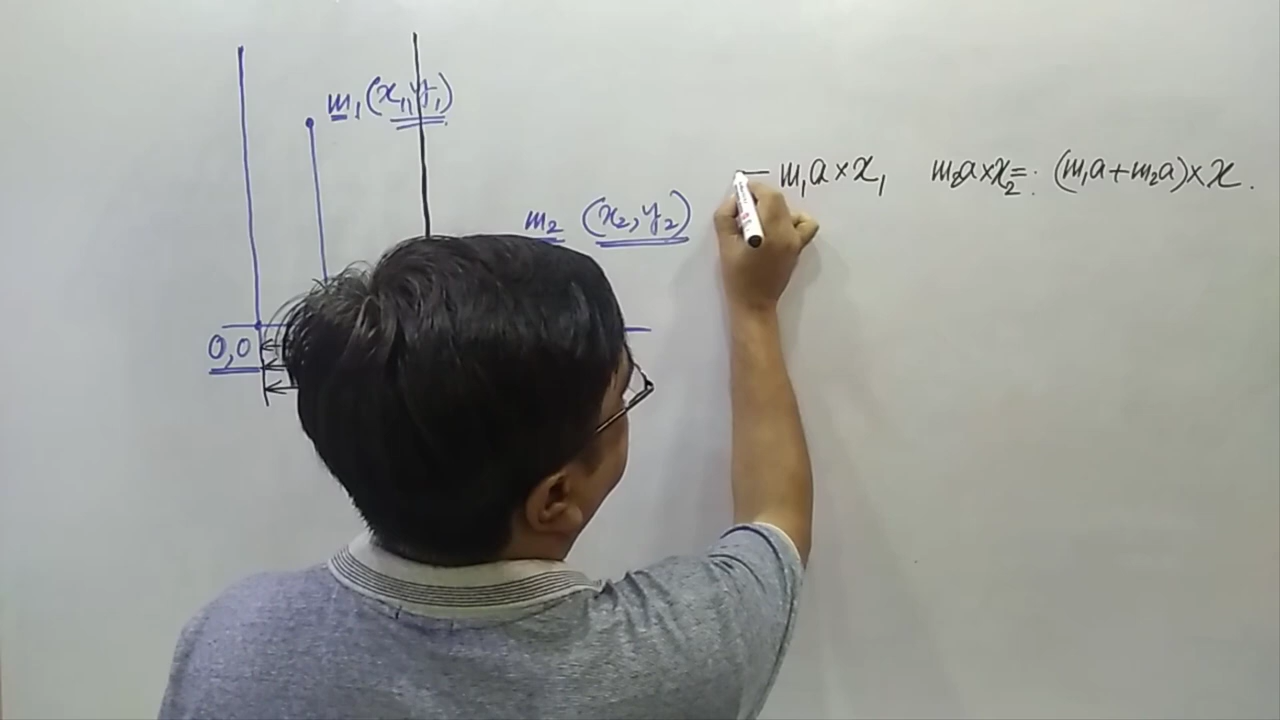 m₁(x₁,y₁)
m₂ (x₂, y₂)
0,0
— m₁a × x₁ m₂a × x₂ = (m₁a + m₂a) × x.